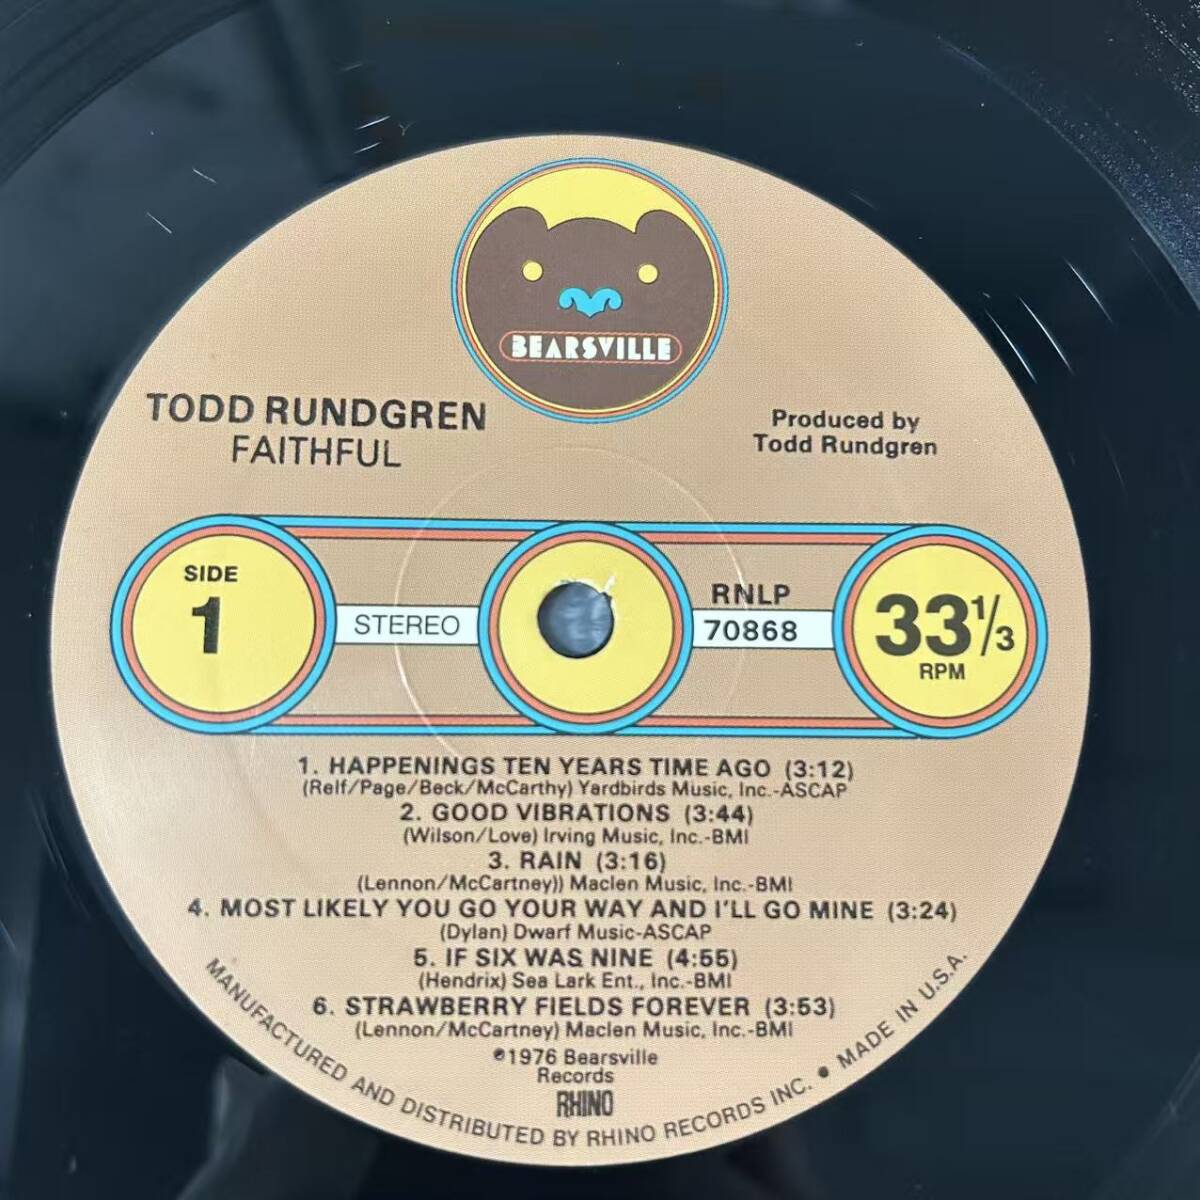 BEARSVILLE
TODD RUNDGREN
FAITHFUL
Produced by
Todd Rundgren
SIDE
1
STEREO
RNLP
70868
33 1/3
RPM
1. HAPPENINGS TEN YEARS TIME AGO (3:12)
(Relf/Page/Beck/McCarthy) Yardbirds Music, Inc.-ASCAP
2. GOOD VIBRATIONS (3:44)
(Wilson/Love) Irving Music, Inc.-BMI
3. RAIN (3:16)
(Lennon/McCartney)) Maclen Music, Inc.-BMI
4. MOST LIKELY YOU GO YOUR WAY AND I'LL GO MINE (3:24)
(Dylan) Dwarf Music-ASCAP
5. IF SIX WAS NINE (4:55)
(Hendrix) Sea Lark Ent., Inc.-BMI
6. STRAWBERRY FIELDS FOREVER (3:53)
(Lennon/McCartney) Maclen Music, Inc.-BMI
℗1976 Bearsville
Records
RHINO
MANUFACTURED AND DISTRIBUTED BY RHINO RECORDS INC. • MADE IN U.S.A.